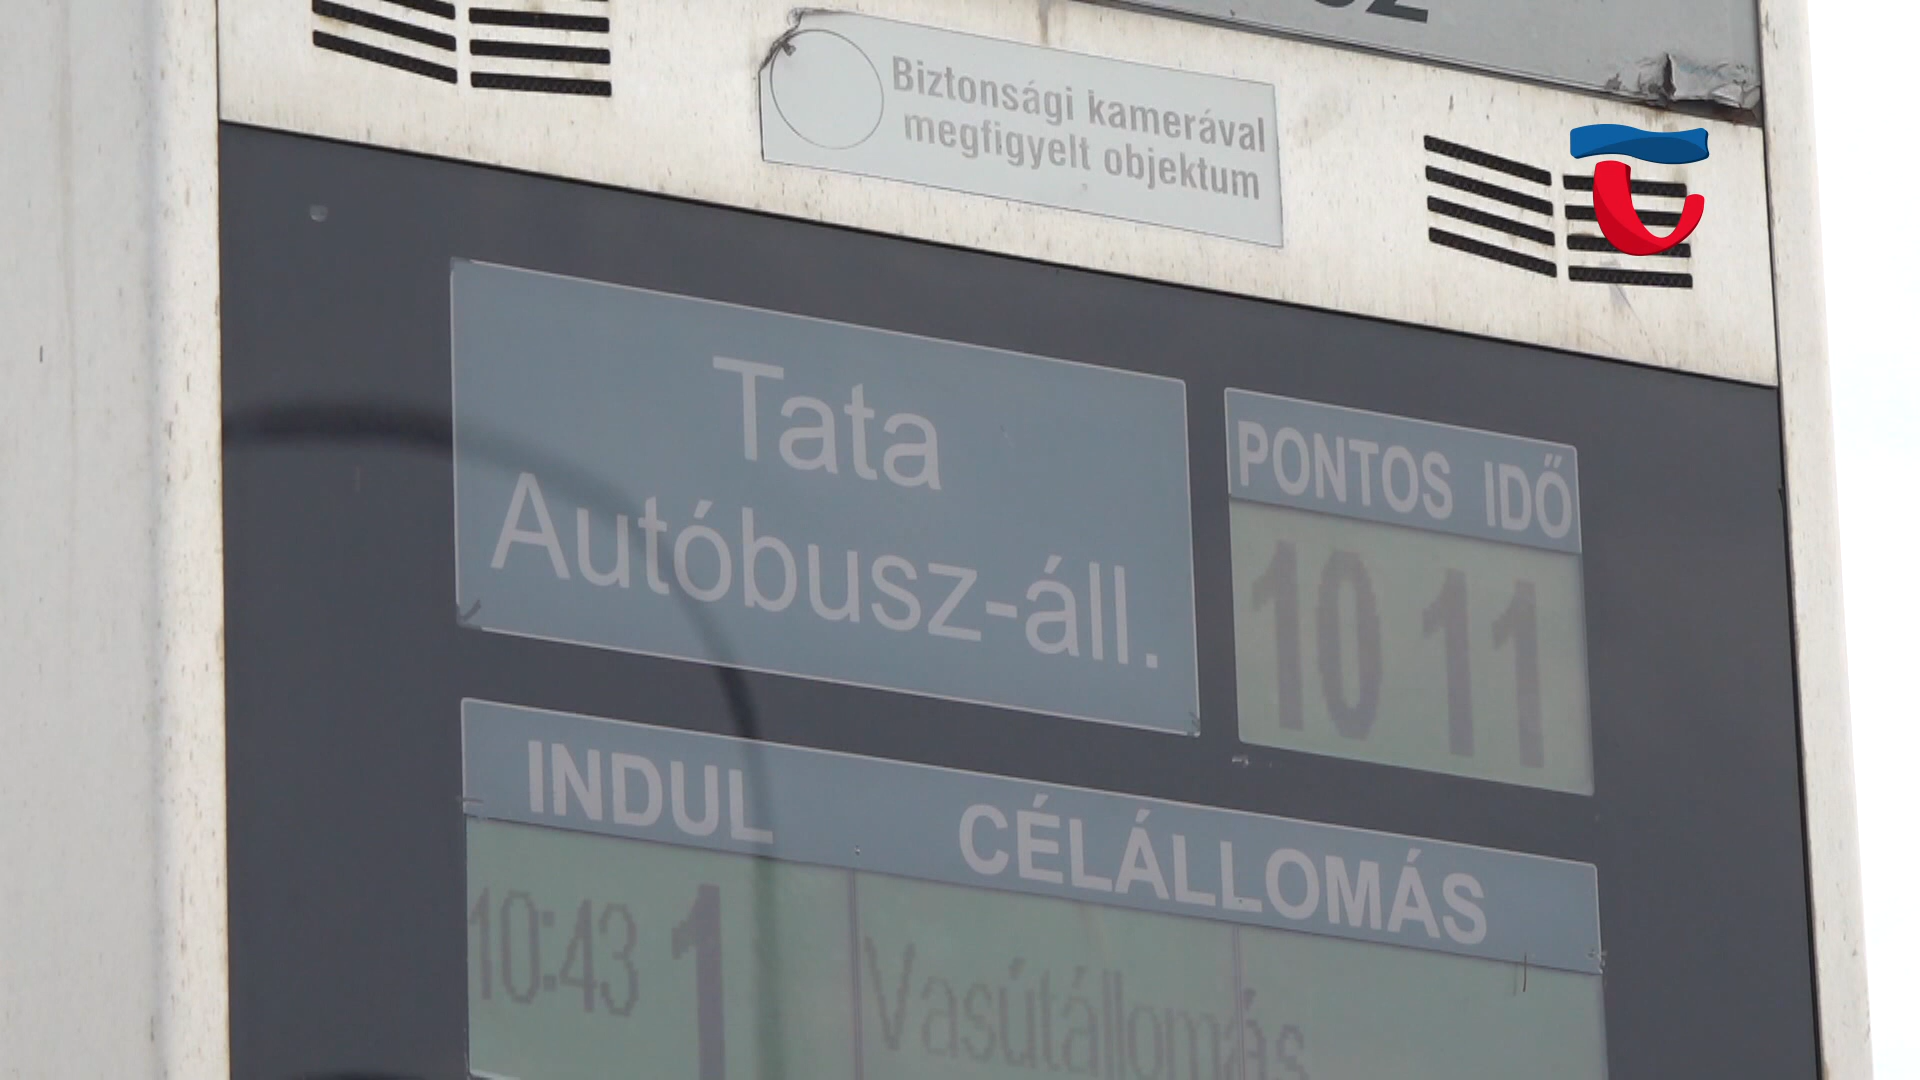 Biztonsági kamerával
megfigyelt objektum
Tata
Autóbusz-áll.
PONTOS IDŐ
10 11
INDUL CÉLÁLLOMÁS
10:43 1 Vasútállomás